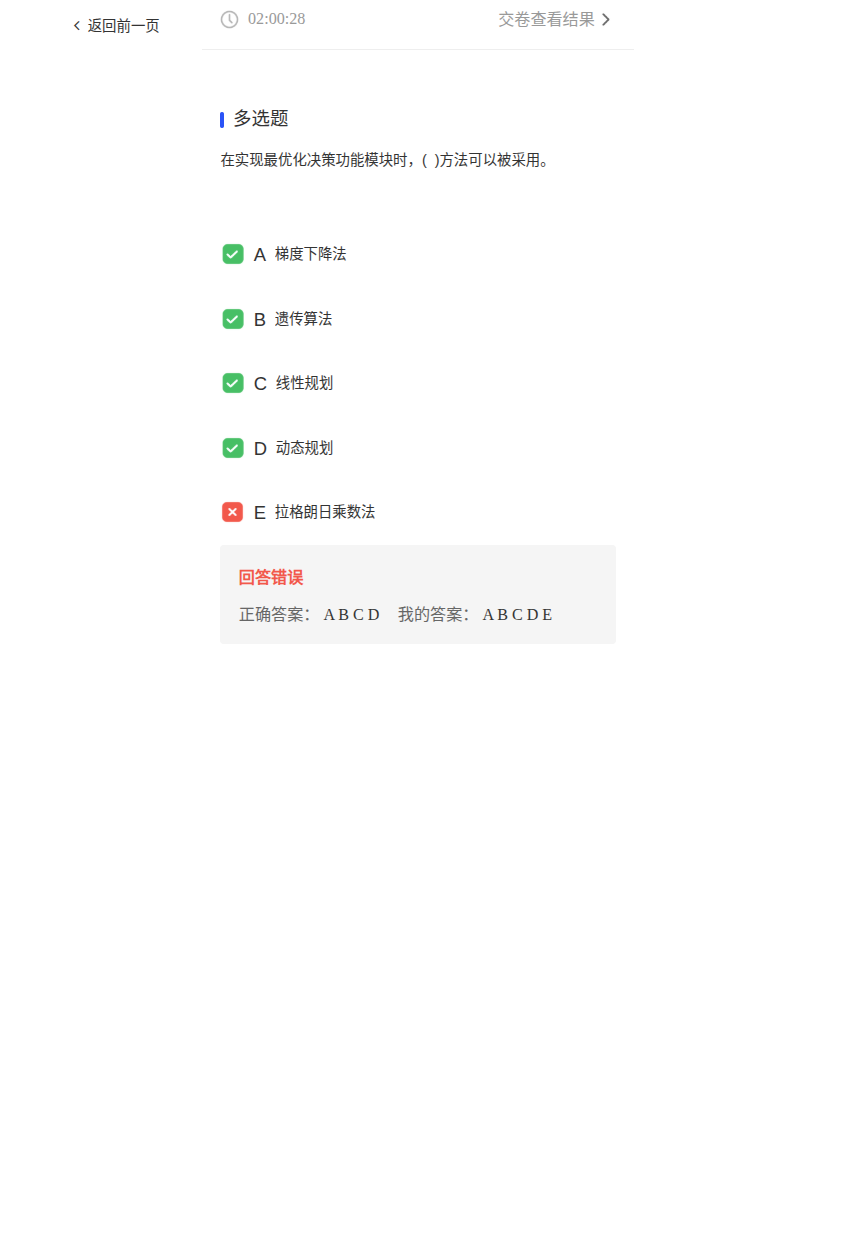 返回前一页
02:00:28 交卷查看结果
多选题
在实现最优化决策功能模块时，( )方法可以被采用。
A 梯度下降法
B 遗传算法
C 线性规划
D 动态规划
E 拉格朗日乘数法
回答错误
正确答案： A B C D 我的答案： A B C D E